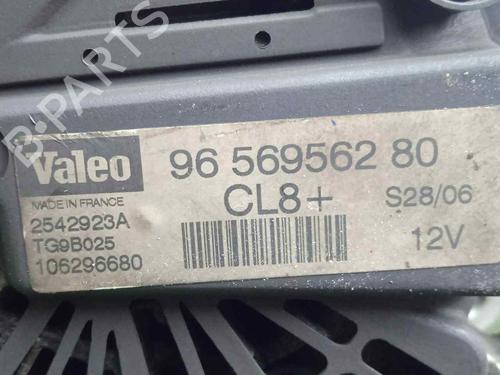 B-PARTS
Valeo
MADE IN FRANCE
96 569562 80
CL8+
S28/06
2542923A
TG9B025
106296680
12V